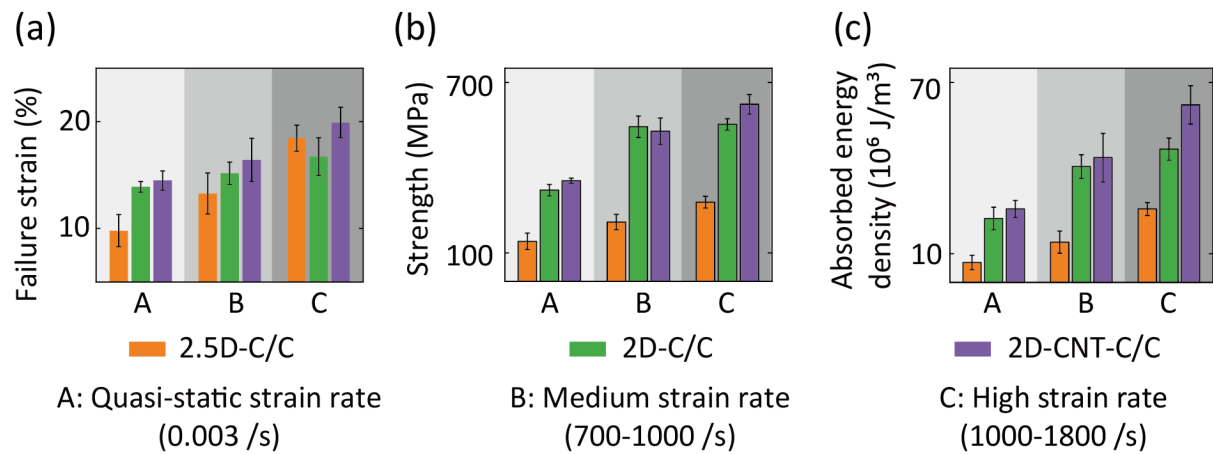 (a)
Failure strain (%)
20
10
A
B
C
(b)
Strength (MPa)
700
100
A
B
C
(c)
Absorbed energy
density (10⁶ J/m³)
70
10
A
B
C
2.5D-C/C
2D-C/C
2D-CNT-C/C
A: Quasi-static strain rate
(0.003 /s)
B: Medium strain rate
(700-1000 /s)
C: High strain rate
(1000-1800 /s)